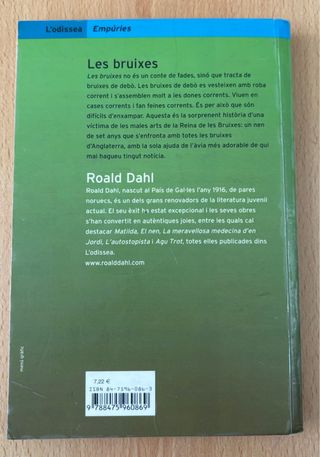 L'odissea Empúries
Les bruixes
Les bruixes no és un conte de fades, sinó que tracta de
bruixes de debò. Les bruixes de debò es vesteixen amb roba
corrent i s'assemblen molt a les dones corrents. Viuen en
cases corrents i fan feines corrents. És per això que són
difícils d'enxampar. Aquesta és la sorprenent història d'una
víctima de les males arts de la Reina de les Bruixes: un nen
de set anys que s'enfronta amb totes les bruixes
d'Anglaterra, amb la sola ajuda de l'àvia més adorable de qui
mai hagueu tingut notícia.
Roald Dahl
Roald Dahl, nascut al País de Gal·les l'any 1916, de pares
noruecs, és un dels grans renovadors de la literatura juvenil
actual. El seu èxit ha estat excepcional i les seves obres
s'han convertit en autèntiques joies, entre les quals cal
destacar Matilda, El nen, La meravellosa medecina d'en
Jordi, L'autostopista i Agu Trot, totes elles publicades dins
L'odissea.
www.roalddahl.com
menú gràfic
7,22 €
ISBN 84-7596-086-3
9 788475 960869